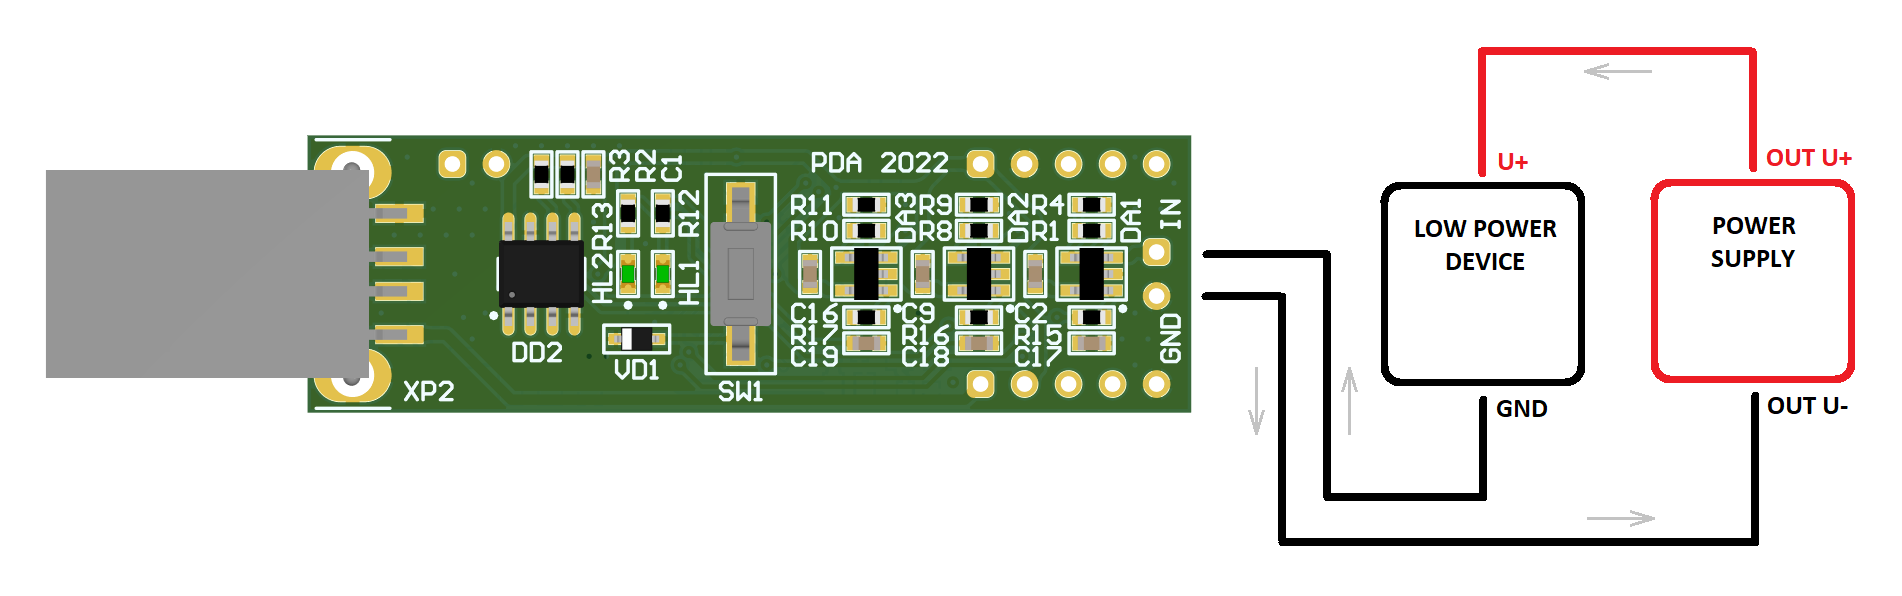 R3
R2
C1
PDA 2022
R13
R12
HL2
HL1
DD2
VD1
XP2
SW1
R11
R10
DA3
R9
R8
DA2
R4
R1
DA1
IN
C16
R17
C19
C9
R16
C18
C2
R15
C17
GND
U+
OUT U+
LOW POWER
DEVICE
POWER
SUPPLY
GND
OUT U-